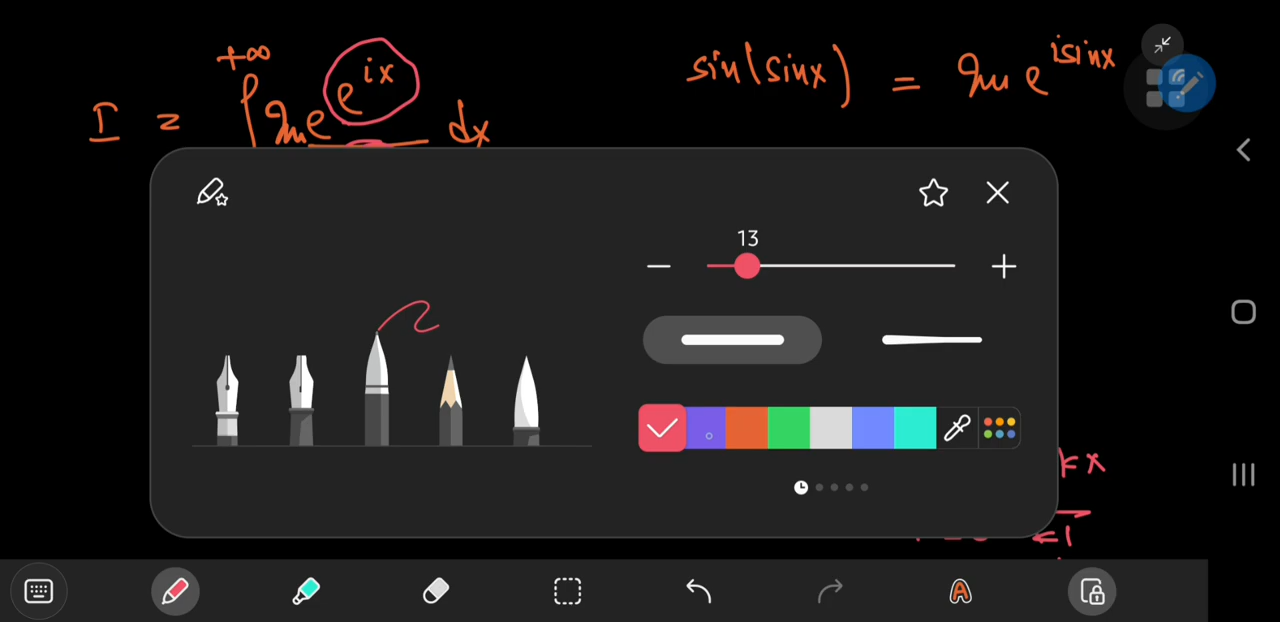 +∞
I = ∫ Im e^{e^{ix}} dx
sin(sinx) = Im e^{isinx}
13
A